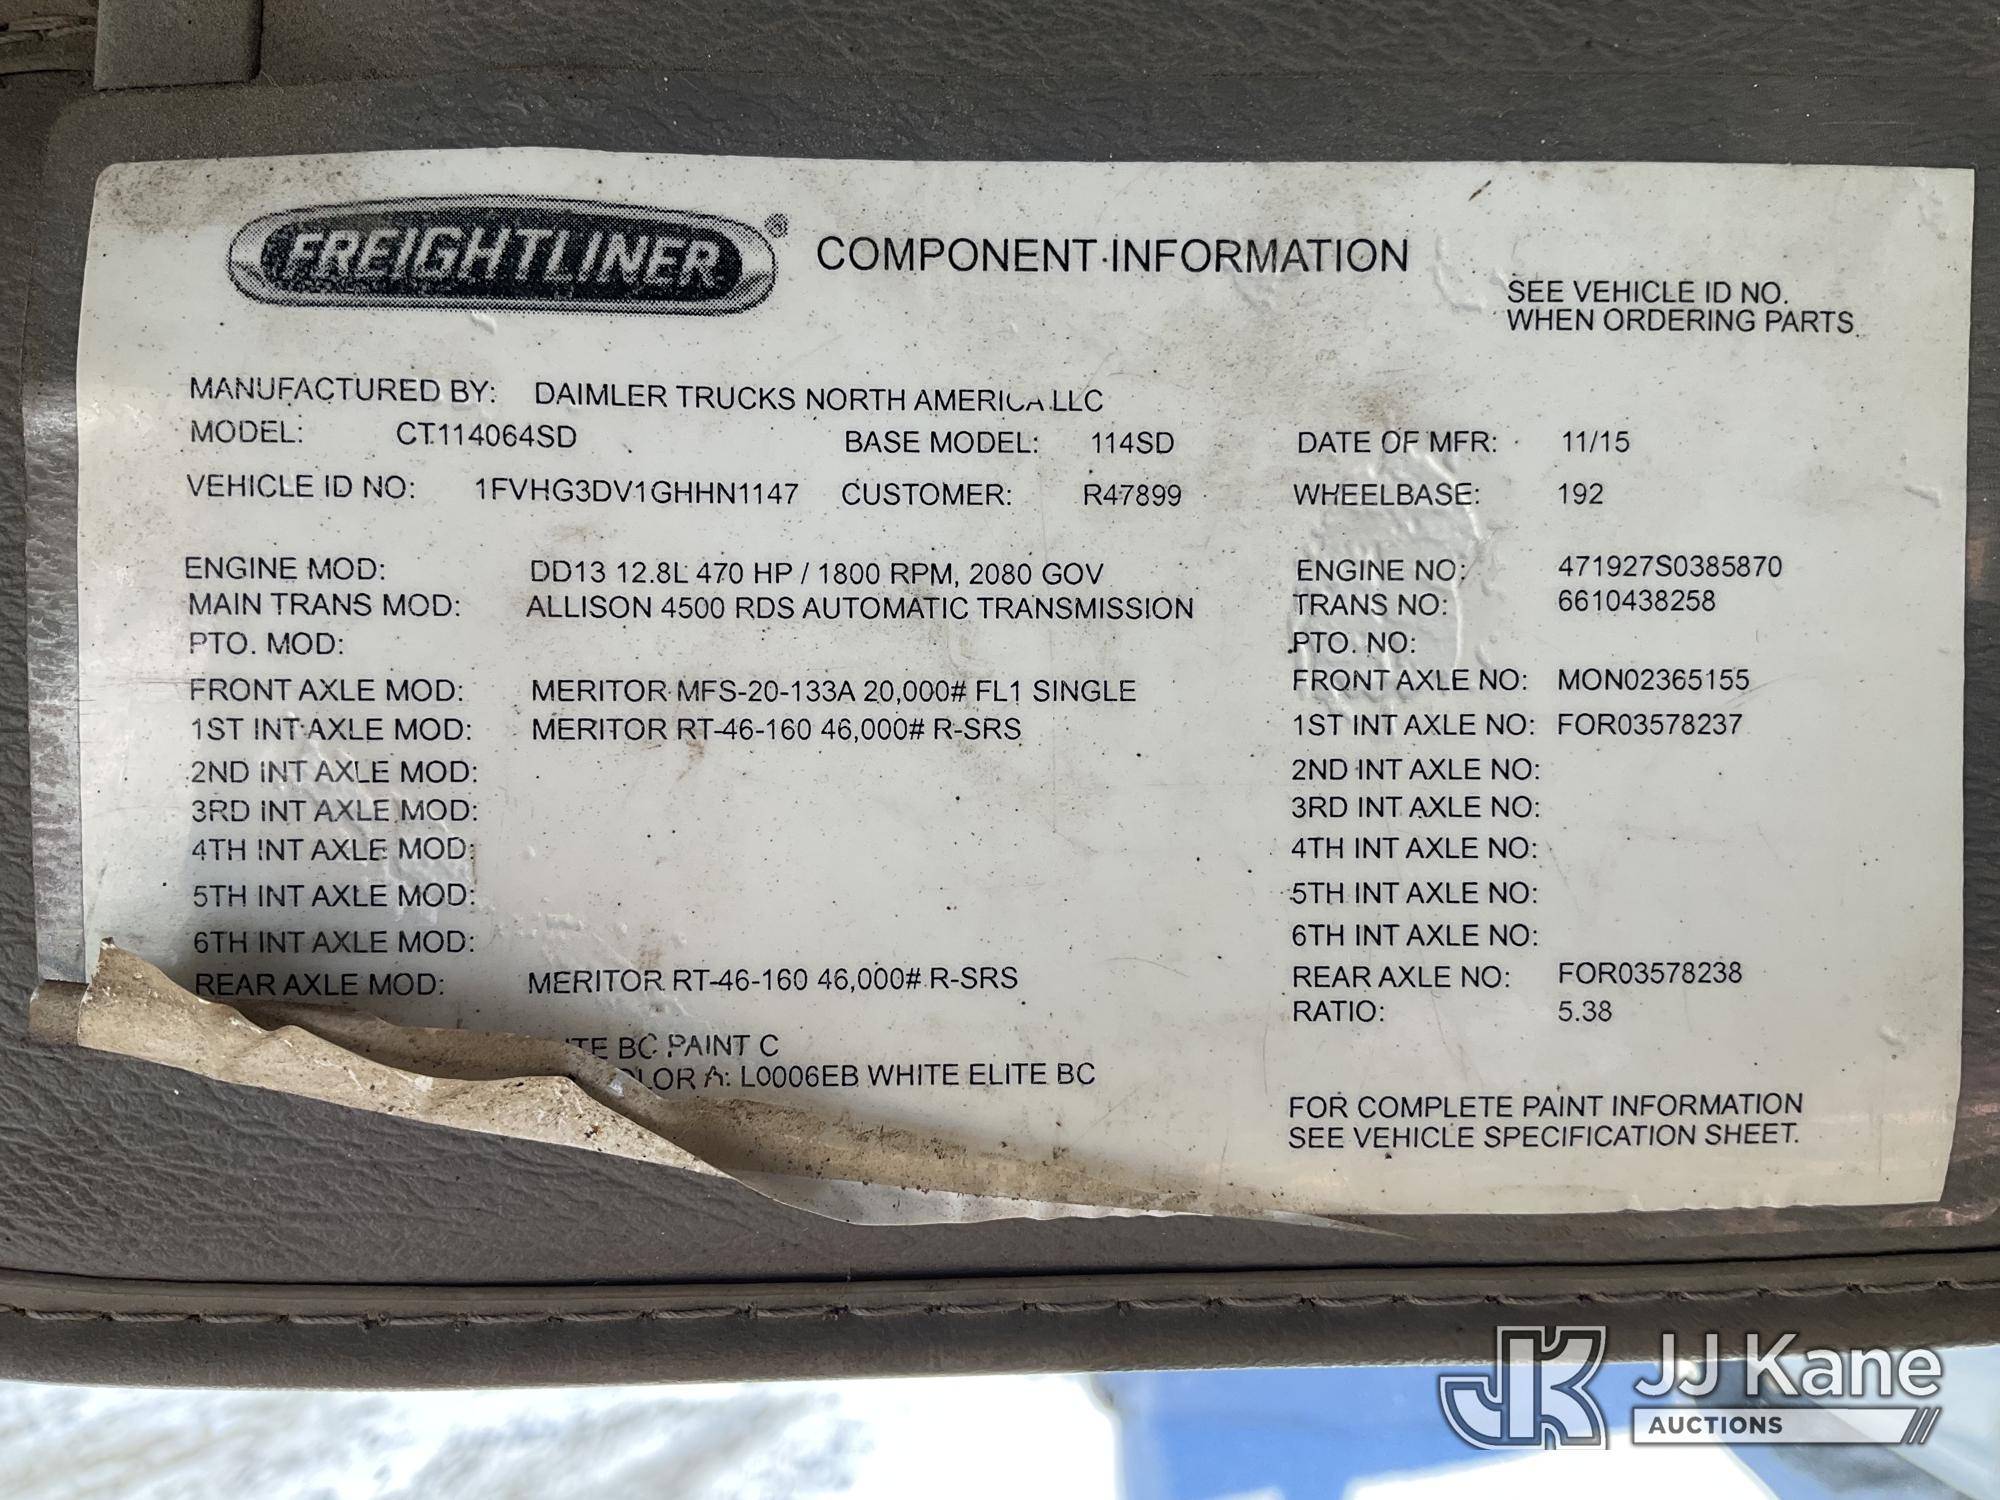 FREIGHTLINER ® COMPONENT INFORMATION
SEE VEHICLE ID NO.
WHEN ORDERING PARTS
MANUFACTURED BY: DAIMLER TRUCKS NORTH AMERICA LLC
MODEL: CT114064SD BASE MODEL: 114SD DATE OF MFR: 11/15
VEHICLE ID NO: 1FVHG3DV1GHHN1147 CUSTOMER: R47899 WHEELBASE: 192
ENGINE MOD: DD13 12.8L 470 HP / 1800 RPM, 2080 GOV ENGINE NO: 471927S0385870
MAIN TRANS MOD: ALLISON 4500 RDS AUTOMATIC TRANSMISSION TRANS NO: 6610438258
PTO. MOD: PTO. NO:
FRONT AXLE MOD: MERITOR MFS-20-133A 20,000# FL1 SINGLE FRONT AXLE NO: MON02365155
1ST INT AXLE MOD: MERITOR RT-46-160 46,000# R-SRS 1ST INT AXLE NO: FOR03578237
2ND INT AXLE MOD: 2ND INT AXLE NO:
3RD INT AXLE MOD: 3RD INT AXLE NO:
4TH INT AXLE MOD: 4TH INT AXLE NO:
5TH INT AXLE MOD: 5TH INT AXLE NO:
6TH INT AXLE MOD: 6TH INT AXLE NO:
REAR AXLE MOD: MERITOR RT-46-160 46,000# R-SRS REAR AXLE NO: FOR03578238
RATIO: 5.38
BC PAINT C
A: L0006EB WHITE ELITE BC
FOR COMPLETE PAINT INFORMATION
SEE VEHICLE SPECIFICATION SHEET.
JK JJ Kane
AUCTIONS